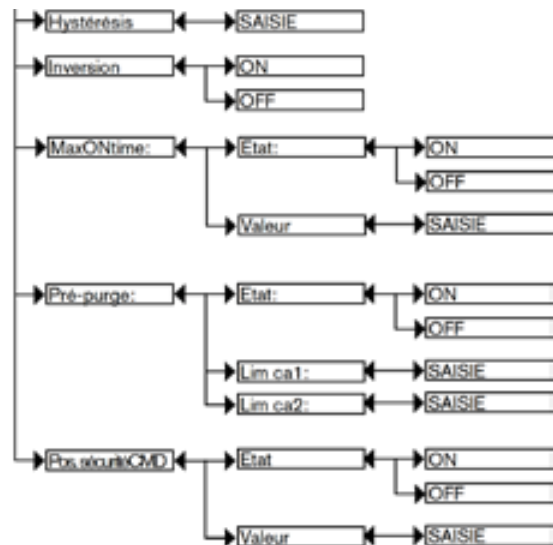 Hystérésis SAISIE
Inversion ON
OFF
MaxONtime: Etat: ON
OFF
Valeur SAISIE
Pré-purge: Etat: ON
OFF
Lim ca1: SAISIE
Lim ca2: SAISIE
Pos. sécuritéCMD Etat ON
OFF
Valeur SAISIE